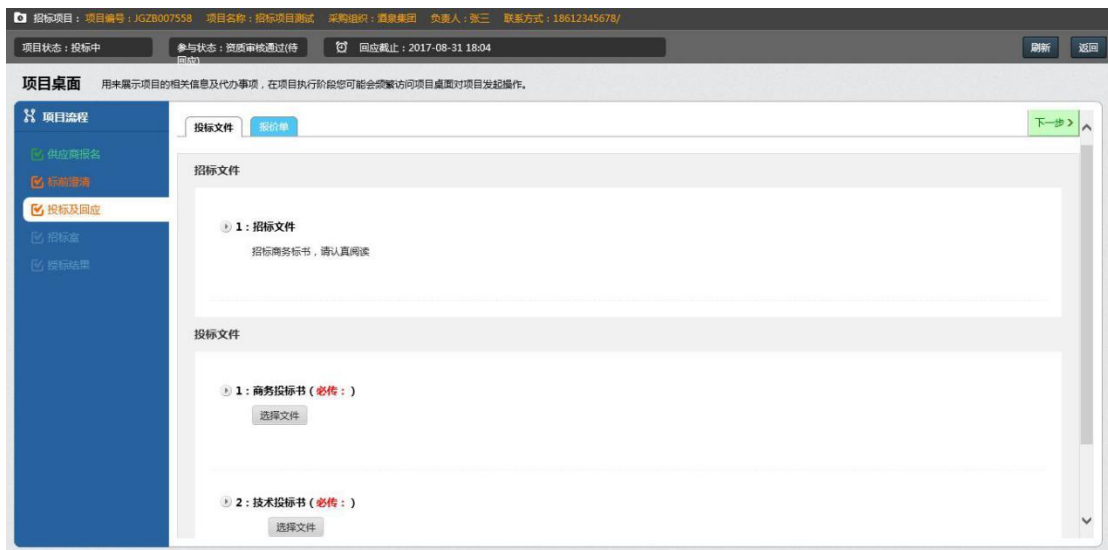 招标项目：项目编号：JGZB007558 项目名称：招标项目测试 采购组织：酒泉集团 负责人：张三 联系方式：18612345678/
项目状态：投标中 参与状态：资质审核通过(待回应) 回应截止：2017-08-31 18:04 刷新 返回
项目桌面 用来展示项目的相关信息及代办事项，在项目执行阶段您可能会频繁访问项目桌面对项目发起操作。
项目流程
供应商报名
标前澄清
投标及回应
招标室
授标结果
投标文件 报价单 下一步
招标文件
1：招标文件
招标商务标书，请认真阅读
投标文件
1：商务投标书（必传：）
选择文件
2：技术投标书（必传：）
选择文件